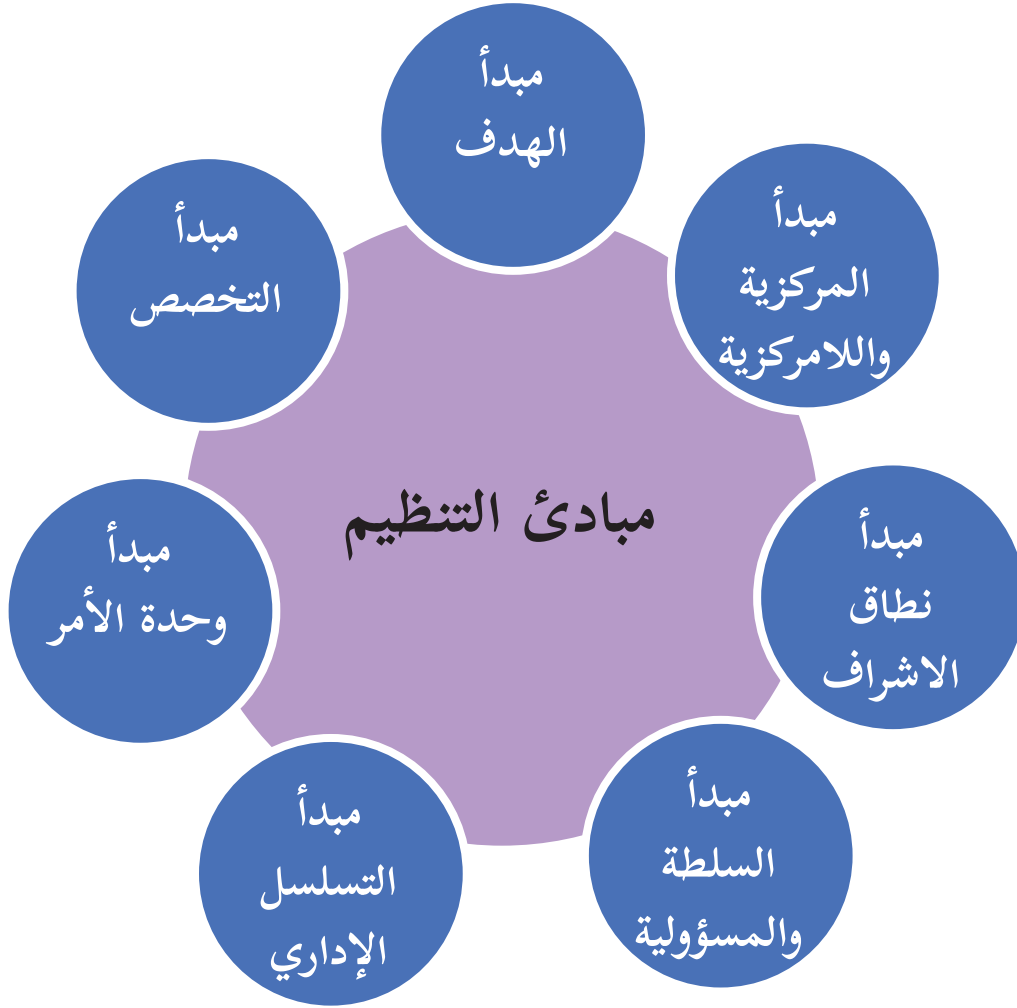 مبدأ
الهدف
مبدأ
المركزية
واللامركزية
مبدأ
نطاق
الاشراف
مبدأ
السلطة
والمسؤولية
مبدأ
التسلسل
الإداري
مبدأ
وحدة الأمر
مبدأ
التخصص
مبادئ التنظيم